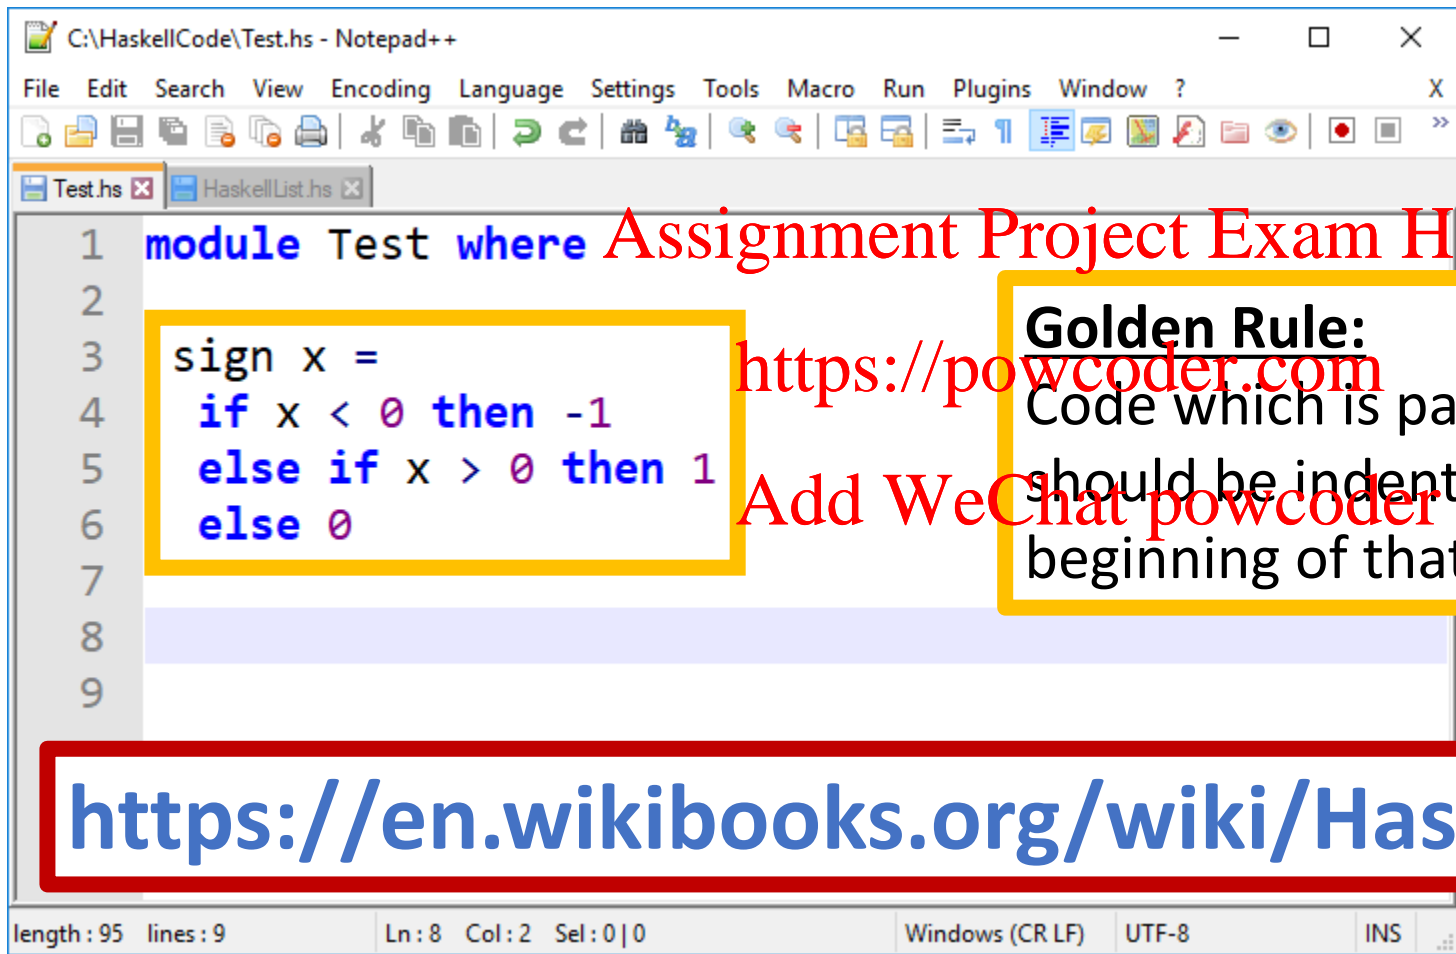 C:\HaskellCode\Test.hs - Notepad++
File Edit Search View Encoding Language Settings Tools Macro Run Plugins Window ? X
Test.hs HaskellList.hs
1 module Test where
Assignment Project Exam H
2
3 sign x =
4 if x < 0 then -1
5 else if x > 0 then 1
6 else 0
7
8
9
Golden Rule:
https://powcoder.com
Code which is pa
should be indent
Add WeChat powcoder
beginning of that
https://en.wikibooks.org/wiki/Has
length : 95 lines : 9 Ln : 8 Col : 2 Sel : 0 | 0 Windows (CR LF) UTF-8 INS